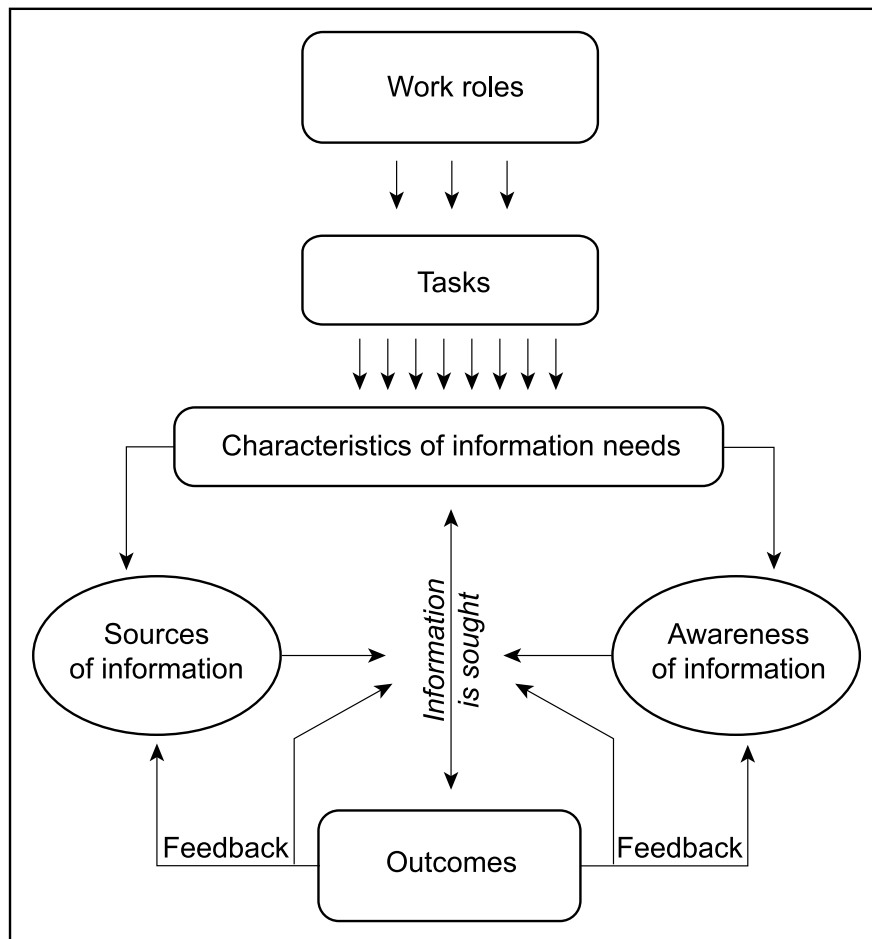 Work roles
Tasks
Characteristics of information needs
Sources
of information
Information
is sought
Awareness
of information
Feedback
Outcomes
Feedback